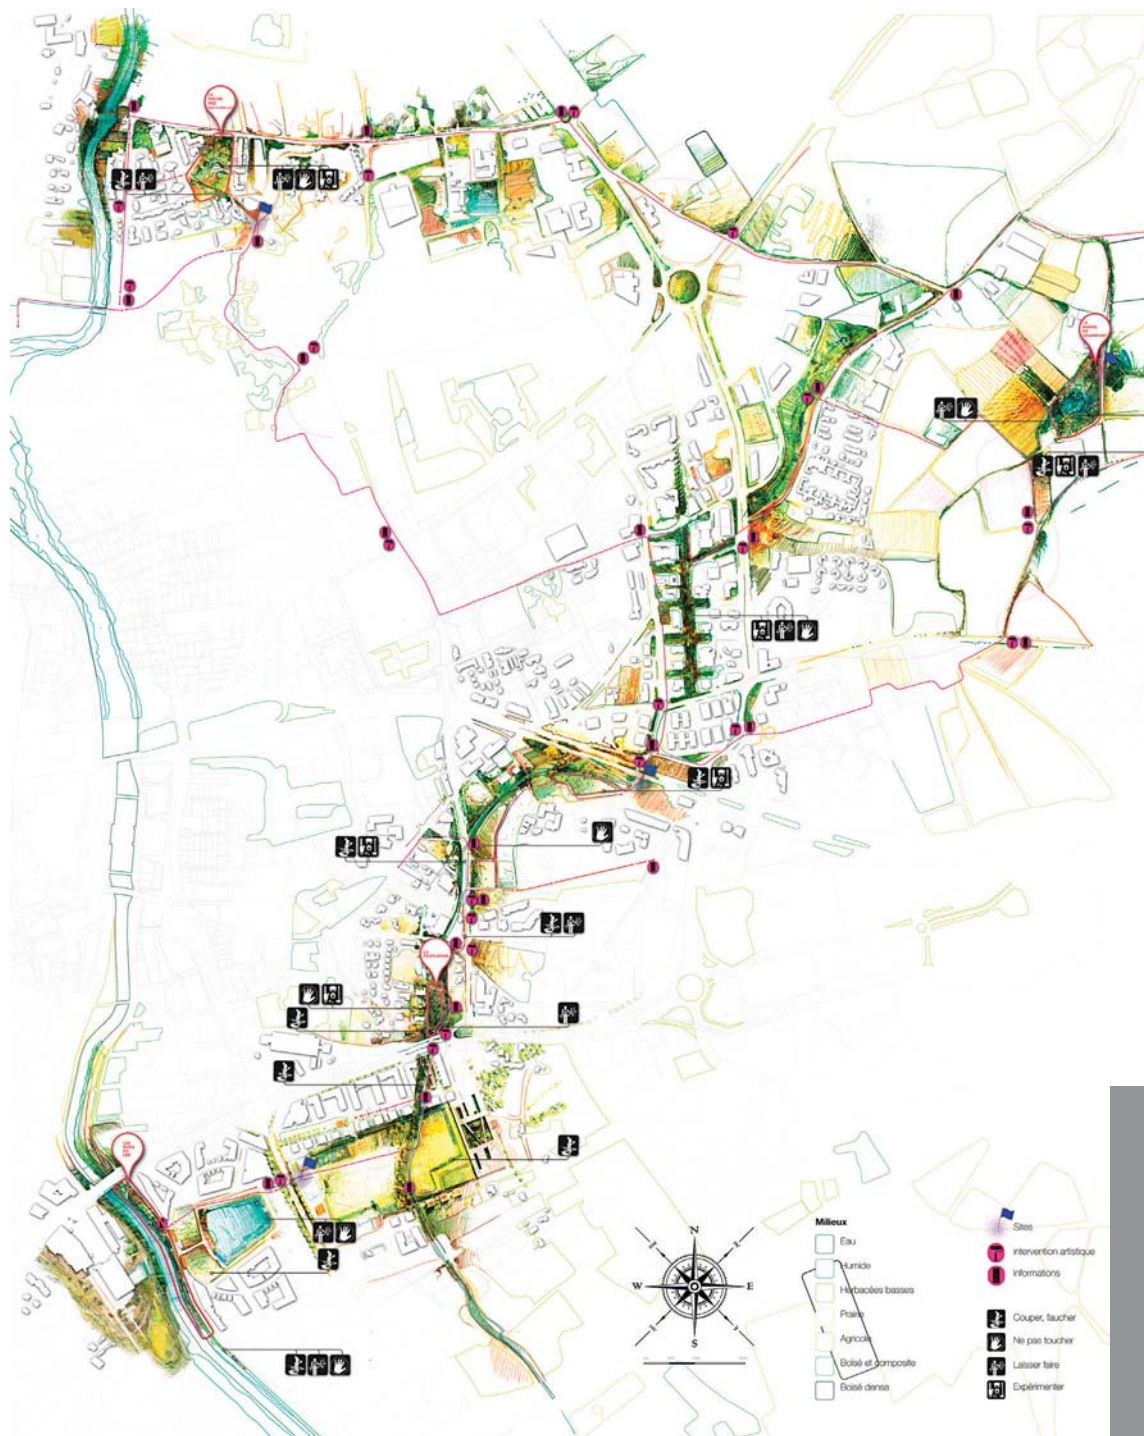 N
W
E
S
Milieux
Eau
Humide
Herbacées basses
Prairie
Agricole
Boisé et composite
Boisé dense
Sites
intervention artistique
Informations
Couper, faucher
Ne pas toucher
Laisser faire
Expérimenter